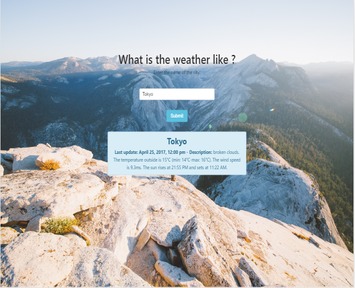 What is the weather like ?
Enter the name of the city
Tokyo
Submit
Tokyo
Last update: April 25, 2017, 12:00 pm - Description: broken clouds.
The temperature outside is 15°C (min: 14°C max: 16°C). The wind speed
is 4.5ms. The sun rises at 21:55 PM and sets at 11:22 AM.